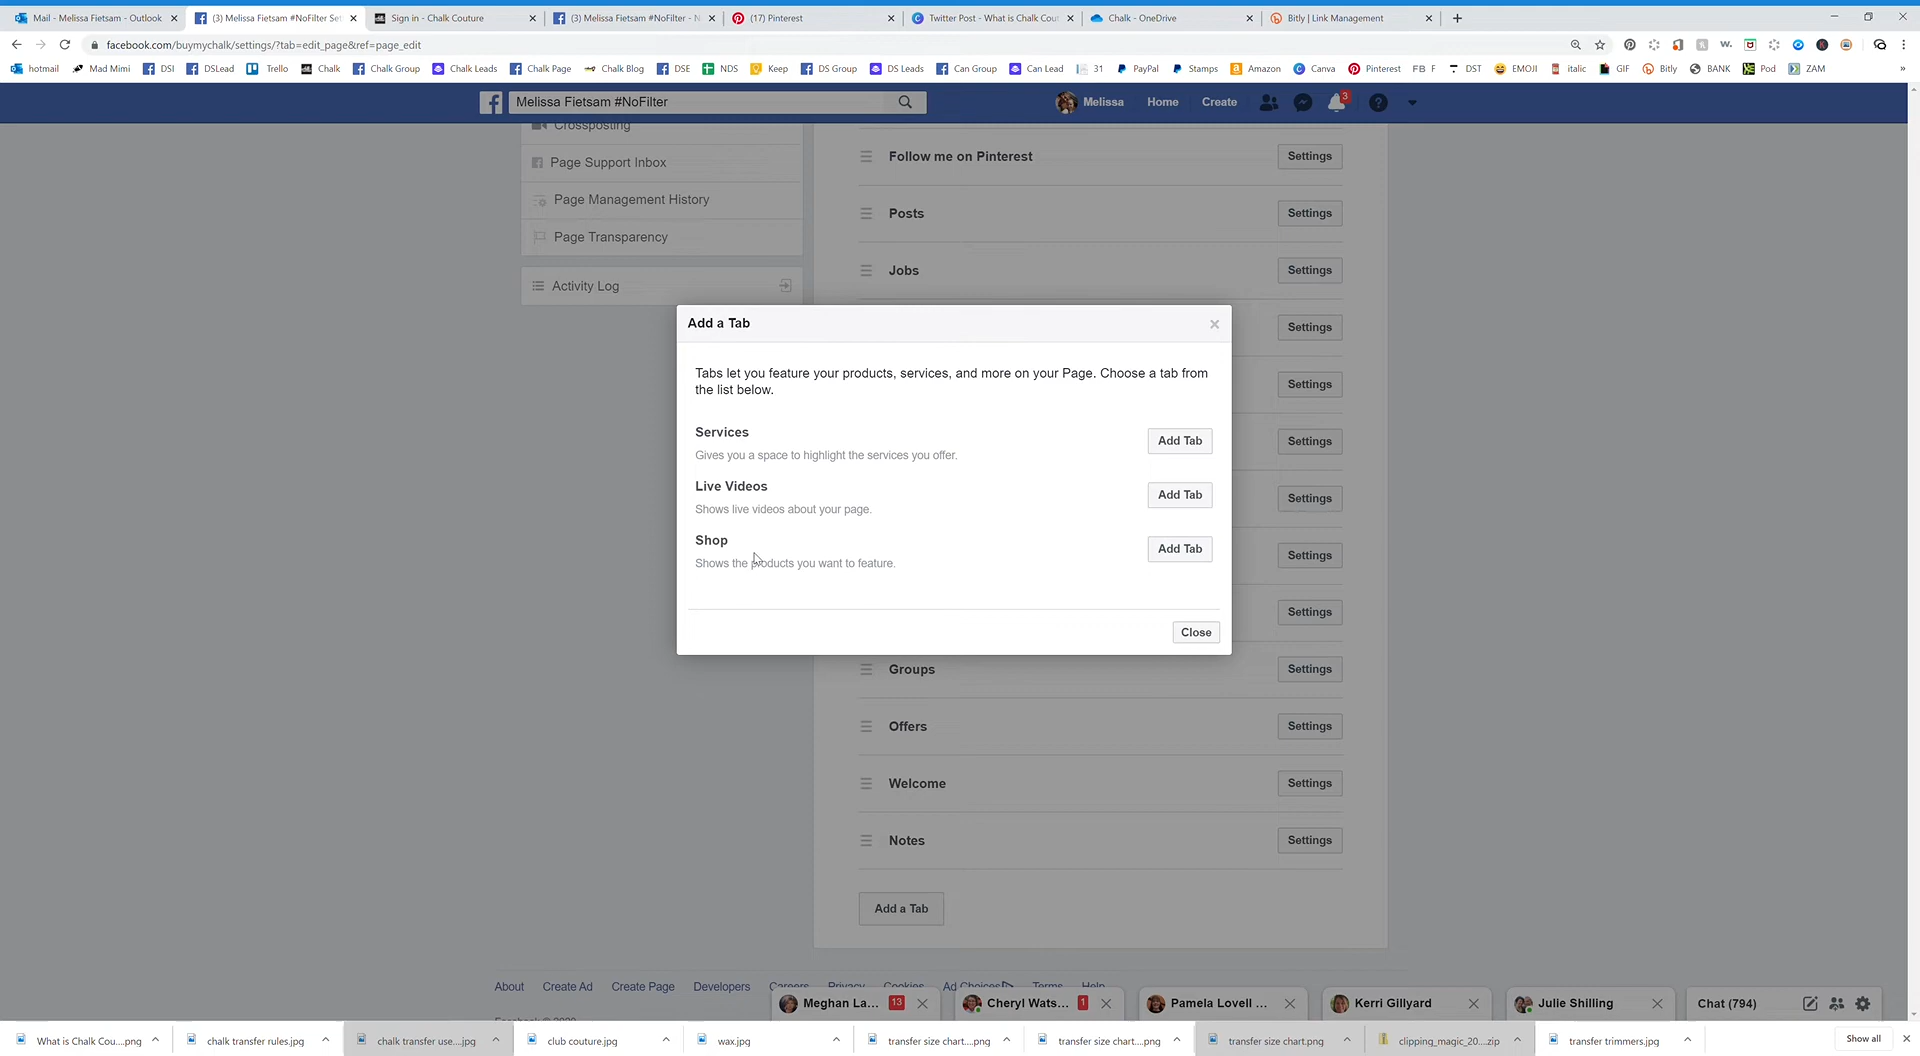 Mail - Melissa Fietsam - Outlook
(3) Melissa Fietsam #NoFilter Set
Sign in - Chalk Couture
(3) Melissa Fietsam #NoFilter - N
(17) Pinterest
Twitter Post - What is Chalk Cout
Chalk - OneDrive
Bitly | Link Management
facebook.com/buymychalk/settings/?tab=edit_page&ref=page_edit
hotmail Mad Mimi DSI DSLead Trello Chalk Chalk Group Chalk Leads Chalk Page Chalk Blog DSE NDS Keep DS Group DS Leads Can Group Can Lead 31 PayPal Stamps Amazon Canva Pinterest FB F DST EMOJI italic GIF Bitly BANK Pod ZAM »
Melissa Fietsam #NoFilter
Melissa Home Create 3
Crossposting
Page Support Inbox
Page Management History
Page Transparency
Activity Log
Follow me on Pinterest Settings
Posts Settings
Jobs Settings
Settings
Settings
Settings
Settings
Settings
Settings
Add a Tab
Tabs let you feature your products, services, and more on your Page. Choose a tab from
the list below.
Services
Gives you a space to highlight the services you offer.
Add Tab
Live Videos
Shows live videos about your page.
Add Tab
Shop
Shows the products you want to feature.
Add Tab
Close
Groups Settings
Offers Settings
Welcome Settings
Notes Settings
Add a Tab
About Create Ad Create Page Developers Careers Privacy Cookies Ad Choices Terms Help
Facebook © 2020
Meghan La... 13
Cheryl Wats... 1
Pamela Lovell ...
Kerri Gillyard
Julie Shilling
Chat (794)
What is Chalk Cou....png
chalk transfer rules.jpg
chalk transfer use....jpg
club couture.jpg
wax.jpg
transfer size chart....png
transfer size chart....png
transfer size chart.png
clipping_magic_20....zip
transfer trimmers.jpg
Show all